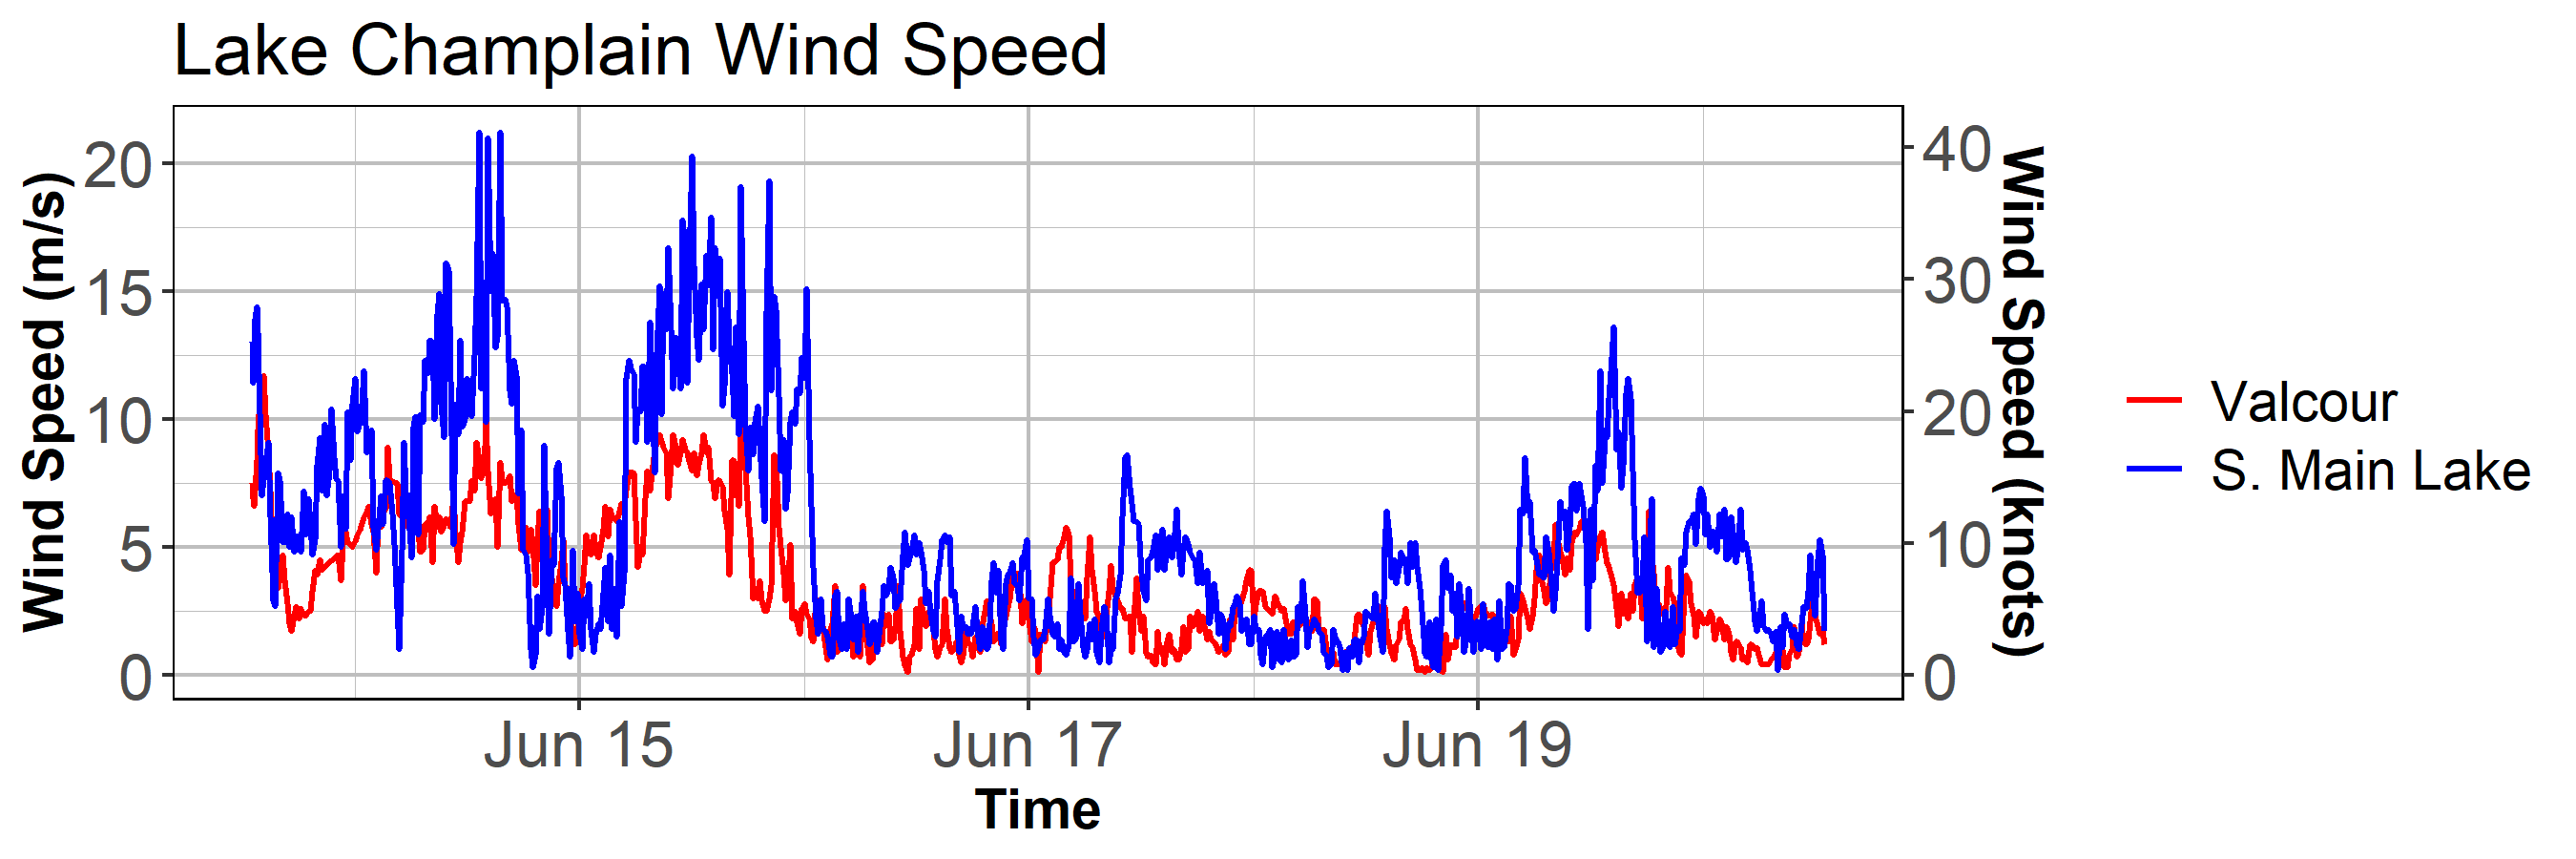 Lake Champlain Wind Speed
Wind Speed (m/s)
20
15
10
5
0
40
30
20
10
0
Wind Speed (knots)
Jun 15
Jun 17
Jun 19
Time
Valcour
S. Main Lake